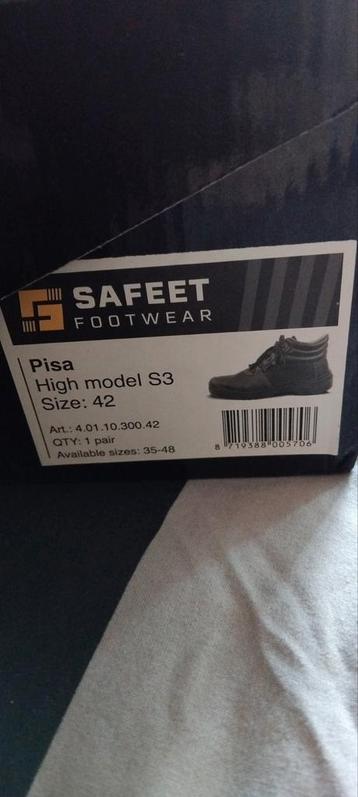 SAFEET
FOOTWEAR
Pisa
High model S3
Size: 42
Art.: 4.01.10.300.42
QTY: 1 pair
Available sizes: 35-48
8 719388 005706